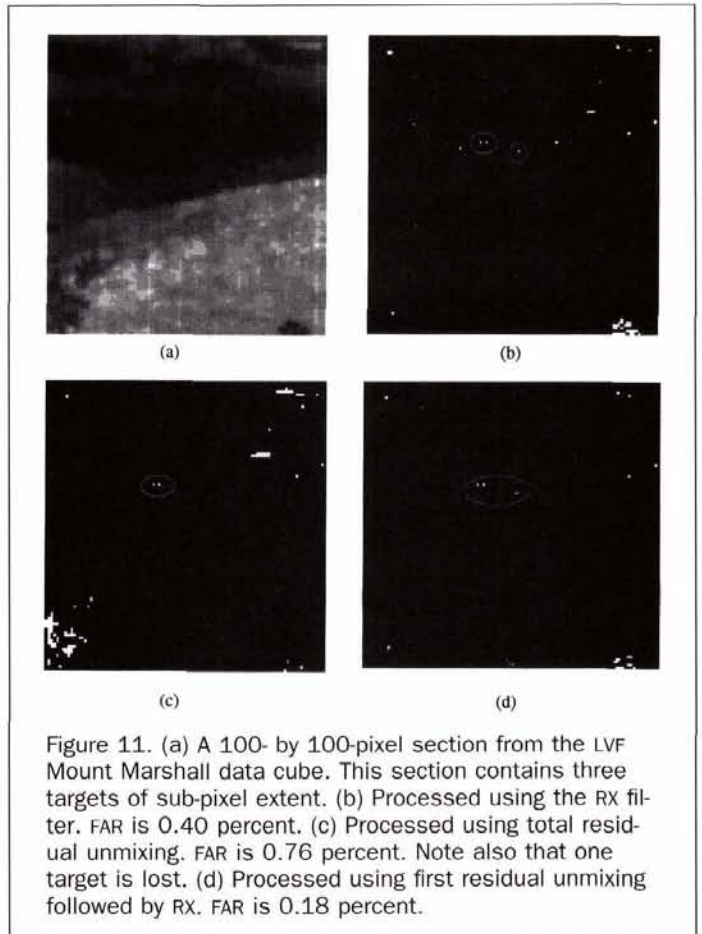 (a)
(b)
(c)
(d)
Figure 11. (a) A 100- by 100-pixel section from the LVF
Mount Marshall data cube. This section contains three
targets of sub-pixel extent. (b) Processed using the RX fil-
ter. FAR is 0.40 percent. (c) Processed using total resid-
ual unmixing. FAR is 0.76 percent. Note also that one
target is lost. (d) Processed using first residual unmixing
followed by RX. FAR is 0.18 percent.